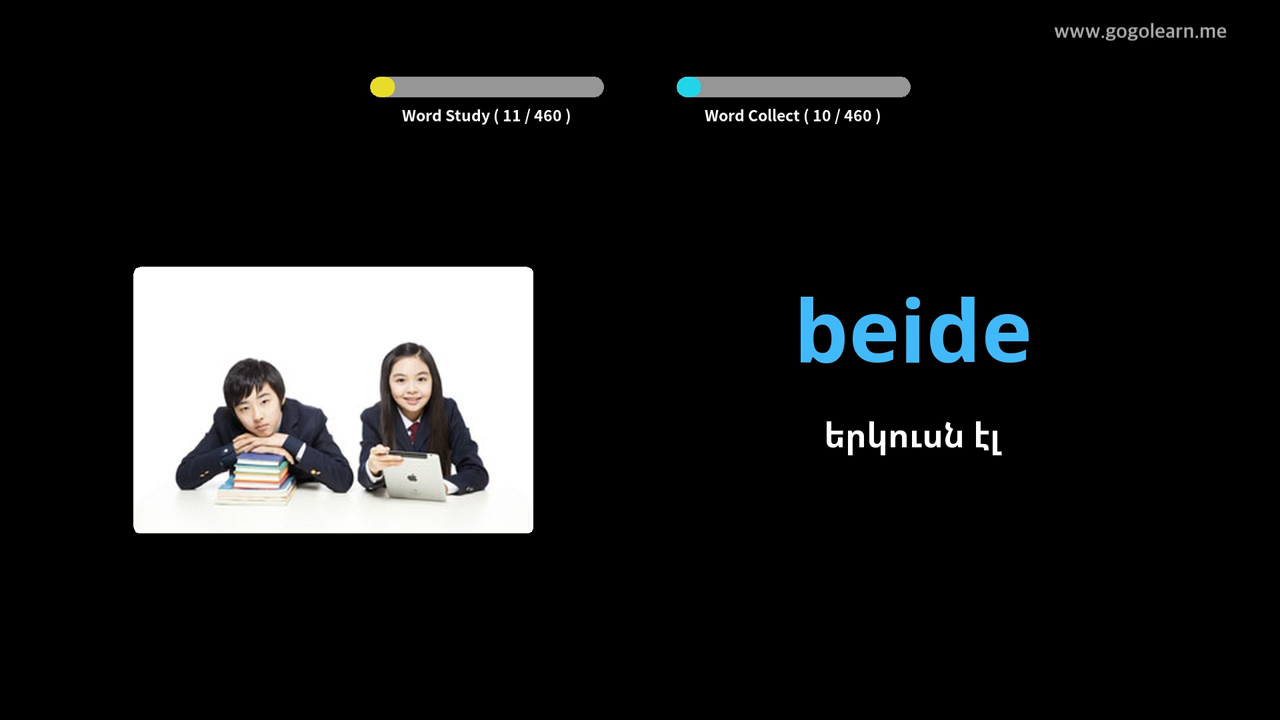 www.gogolearn.me
Word Study ( 11 / 460 )
Word Collect ( 10 / 460 )
beide
երկուսն էլ